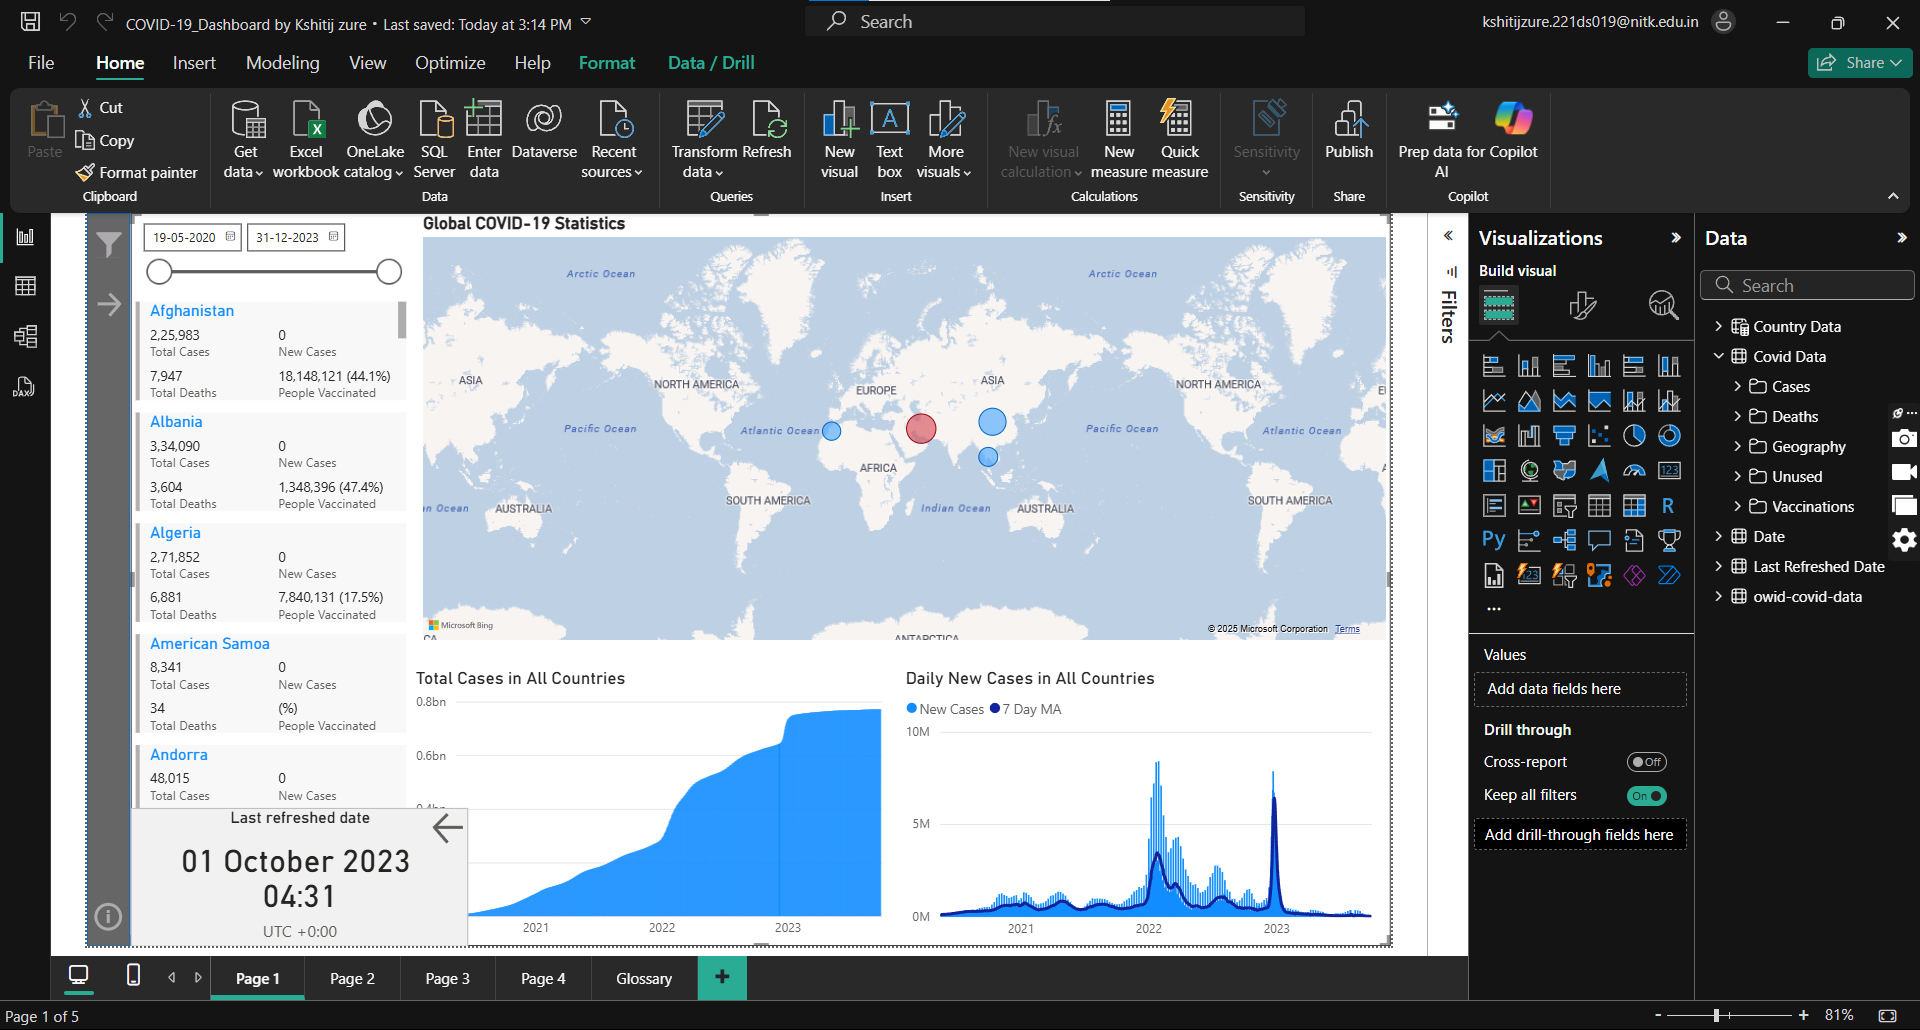 COVID-19_Dashboard by Kshitij zure • Last saved: Today at 3:14 PM
Search
kshitijzure.221ds019@nitk.edu.in
File
Home
Insert
Modeling
View
Optimize
Help
Format
Data / Drill
Share
Paste
Cut
Copy
Format painter
Clipboard
Get data
Excel workbook
OneLake catalog
SQL Server
Enter data
Dataverse
Recent sources
Data
Transform data
Refresh
Queries
New visual
Text box
More visuals
Insert
New visual calculation
New measure
Quick measure
Calculations
Sensitivity
Sensitivity
Publish
Share
Prep data for AI
Copilot
Copilot
DAX
19-05-2020
31-12-2023
Afghanistan
2,25,983
0
Total Cases
New Cases
7,947
18,148,121 (44.1%)
Total Deaths
People Vaccinated
Albania
3,34,090
0
Total Cases
New Cases
3,604
1,348,396 (47.4%)
Total Deaths
People Vaccinated
Algeria
2,71,852
0
Total Cases
New Cases
6,881
7,840,131 (17.5%)
Total Deaths
People Vaccinated
American Samoa
8,341
0
Total Cases
New Cases
34
(%)
Total Deaths
People Vaccinated
Andorra
48,015
0
Total Cases
New Cases
Last refreshed date
01 October 2023
04:31
UTC +0:00
Global COVID-19 Statistics
Arctic Ocean
Arctic Ocean
ASIA
NORTH AMERICA
EUROPE
ASIA
NORTH AMERICA
Pacific Ocean
Atlantic Ocean
Pacific Ocean
Atlantic Ocean
AFRICA
SOUTH AMERICA
SOUTH AMERICA
Ocean
AUSTRALIA
Indian Ocean
AUSTRALIA
Microsoft Bing
© 2025 Microsoft Corporation Terms
ANTARCTICA
Total Cases in All Countries
0.8bn
0.6bn
0.4bn
2021
2022
2023
Daily New Cases in All Countries
New Cases
7 Day MA
10M
5M
0M
2021
2022
2023
Filters
Visualizations
Build visual
123
R
Py
123
Values
Add data fields here
Drill through
Cross-report
Off
Keep all filters
On
Add drill-through fields here
Data
Search
Country Data
Covid Data
Cases
Deaths
Geography
Unused
Vaccinations
Date
Last Refreshed Date
owid-covid-data
Page 1
Page 2
Page 3
Page 4
Glossary
+
Page 1 of 5
- + 81%